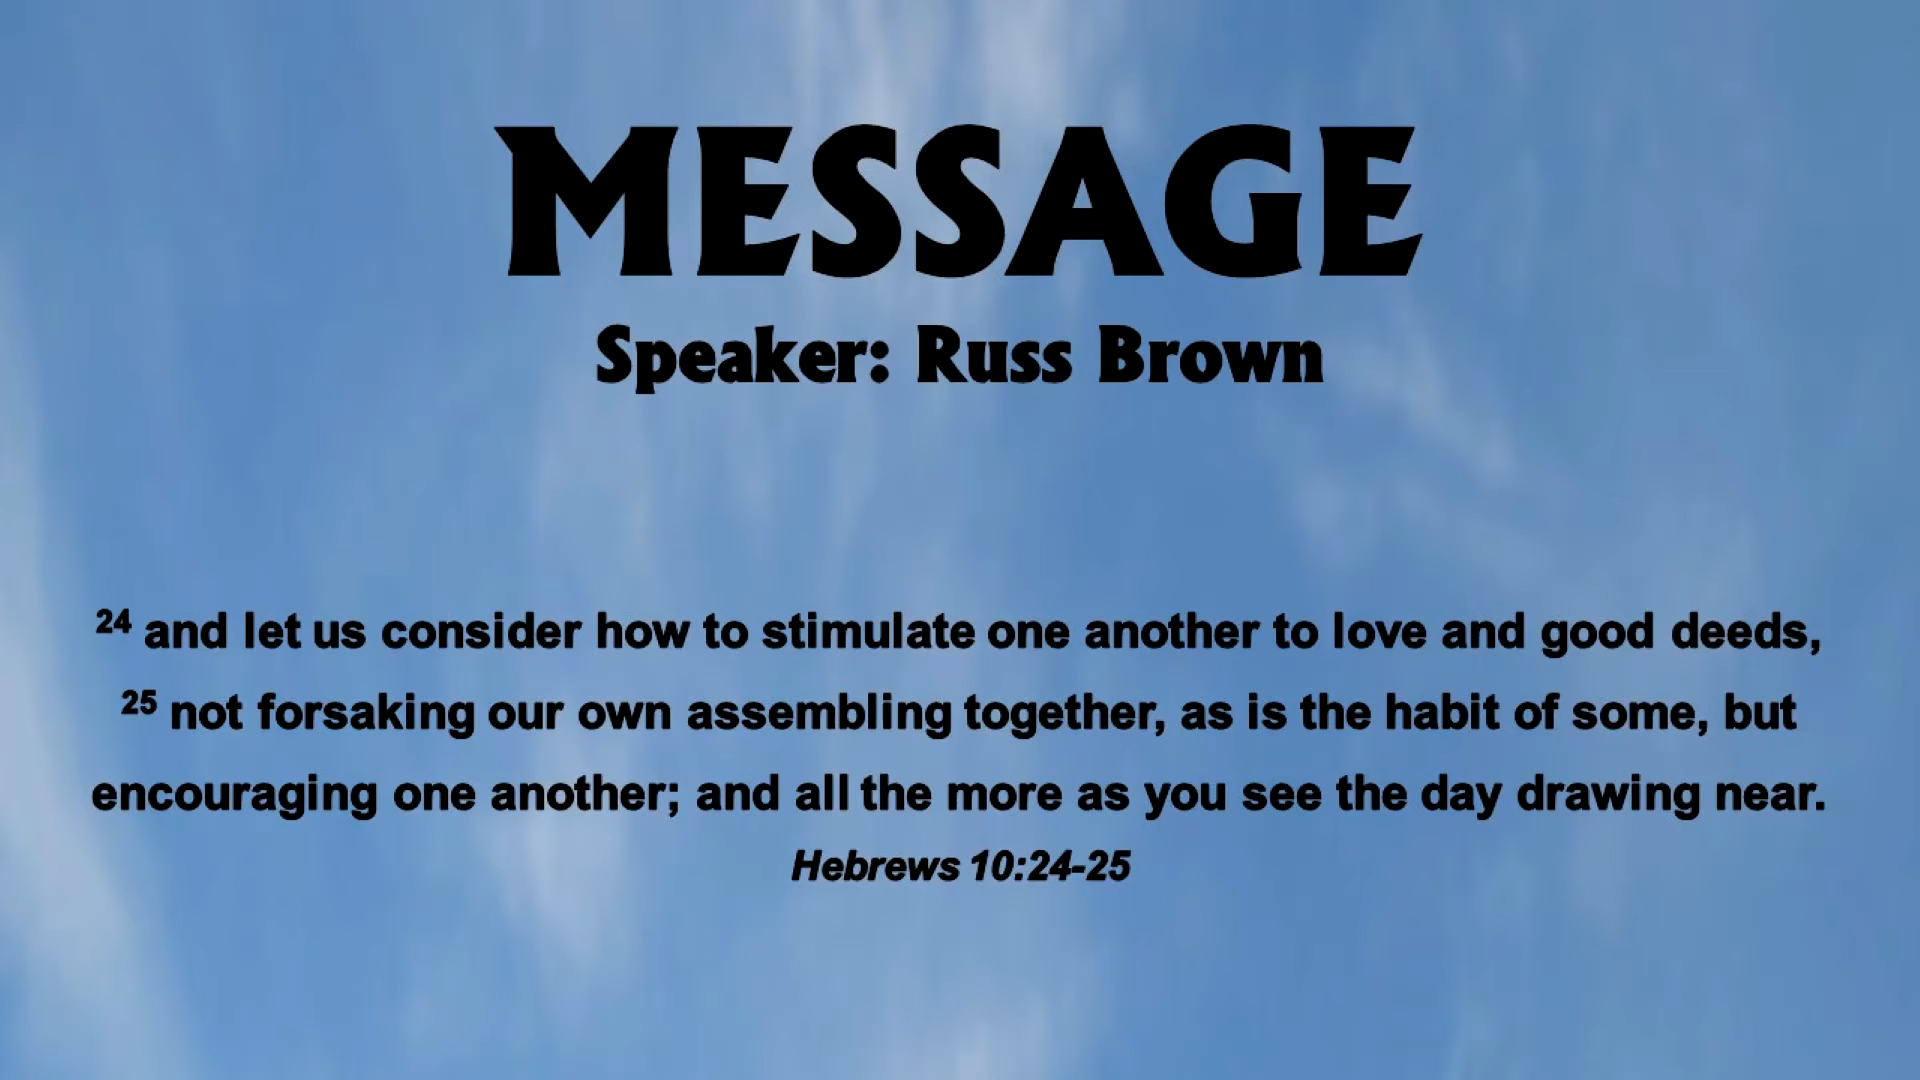 MESSAGE
Speaker: Russ Brown
24 and let us consider how to stimulate one another to love and good deeds,
25 not forsaking our own assembling together, as is the habit of some, but
encouraging one another; and all the more as you see the day drawing near.
Hebrews 10:24-25